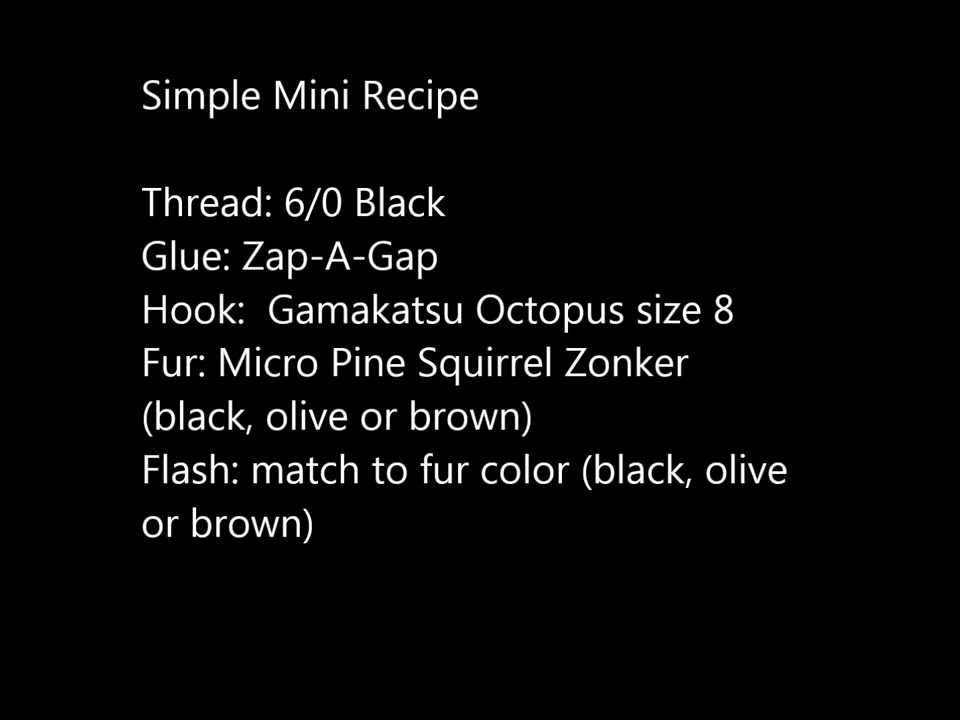 Simple Mini Recipe
Thread: 6/0 Black
Glue: Zap-A-Gap
Hook:  Gamakatsu Octopus size 8
Fur: Micro Pine Squirrel Zonker
(black, olive or brown)
Flash: match to fur color (black, olive
or brown)